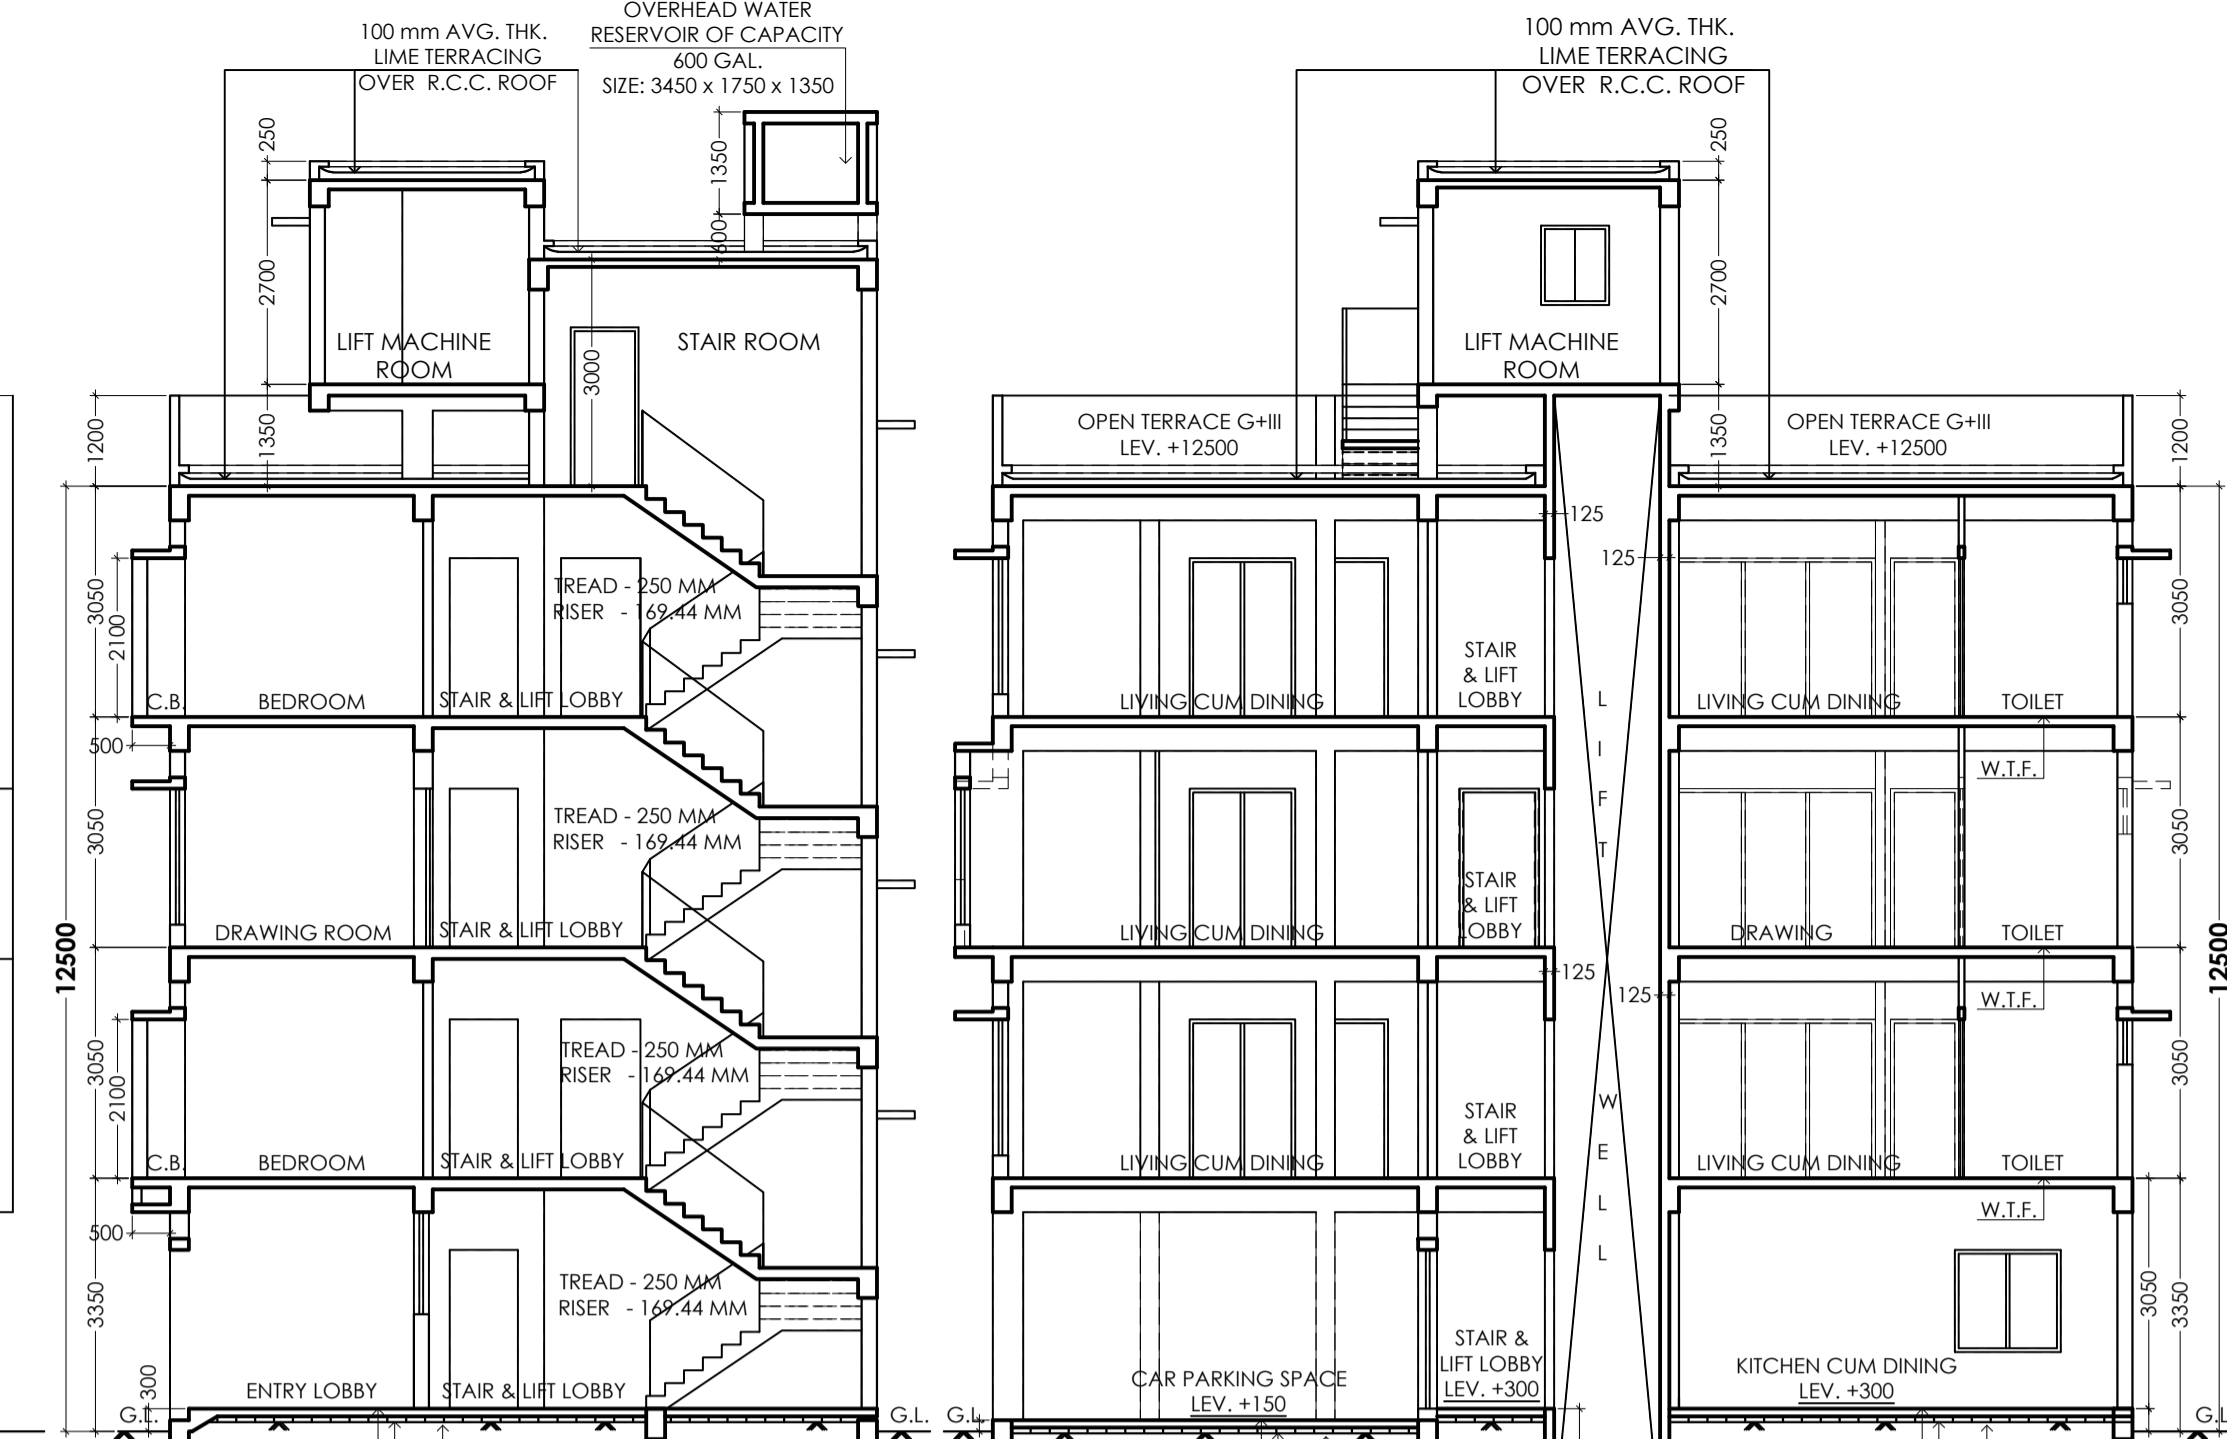 100 mm AVG. THK.
LIME TERRACING
OVER R.C.C. ROOF
OVERHEAD WATER
RESERVOIR OF CAPACITY
600 GAL.
SIZE: 3450 x 1750 x 1350
250
2700
1350
1200
1350
600
3000
LIFT MACHINE
ROOM
STAIR ROOM
3050
2100
TREAD - 250 MM
RISER - 169.44 MM
C.B.
BEDROOM
STAIR & LIFT LOBBY
500
3050
TREAD - 250 MM
RISER - 169.44 MM
DRAWING ROOM
STAIR & LIFT LOBBY
12500
3050
2100
TREAD - 250 MM
RISER - 169.44 MM
C.B.
BEDROOM
STAIR & LIFT LOBBY
500
3350
TREAD - 250 MM
RISER - 169.44 MM
300
ENTRY LOBBY
STAIR & LIFT LOBBY
G.L.
G.L.
100 mm AVG. THK.
LIME TERRACING
OVER R.C.C. ROOF
250
2700
1350
1200
LIFT MACHINE
ROOM
OPEN TERRACE G+III
LEV. +12500
OPEN TERRACE G+III
LEV. +12500
125
125
3050
LIVING CUM DINING
STAIR
& LIFT
LOBBY
LIVING CUM DINING
TOILET
W.T.F.
3050
LIVING CUM DINING
STAIR
& LIFT
LOBBY
DRAWING
TOILET
W.T.F.
125
125
12500
3050
LIVING CUM DINING
STAIR
& LIFT
LOBBY
LIVING CUM DINING
TOILET
W.T.F.
LIFT WELL
3050
3350
CAR PARKING SPACE
LEV. +150
STAIR &
LIFT LOBBY
LEV. +300
KITCHEN CUM DINING
LEV. +300
G.L.
G.L